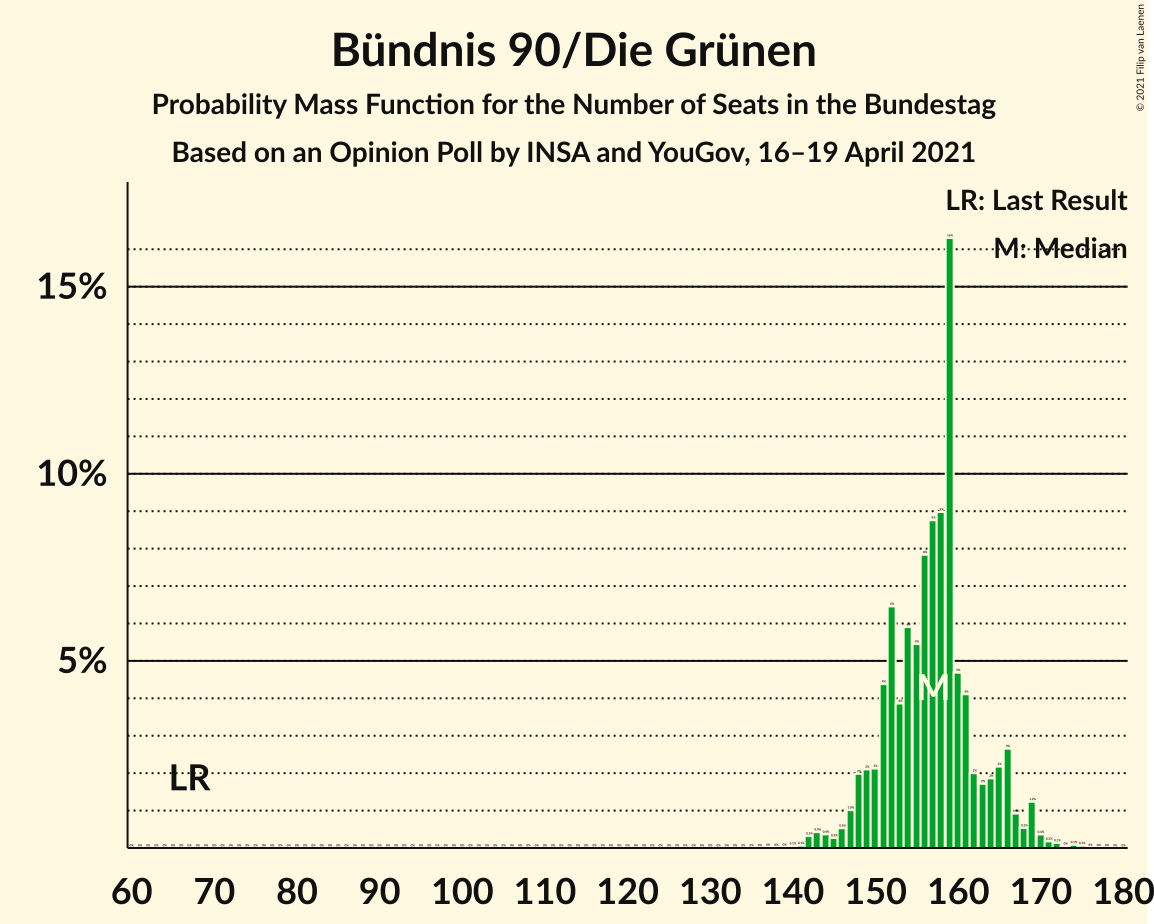 Bündnis 90/Die Grünen
Probability Mass Function for the Number of Seats in the Bundestag
Based on an Opinion Poll by INSA and YouGov, 16–19 April 2021
© 2021 Filip van Laenen
LR: Last Result
M: Median
15%
10%
5%
M
LR
60 70 80 90 100 110 120 130 140 150 160 170 180